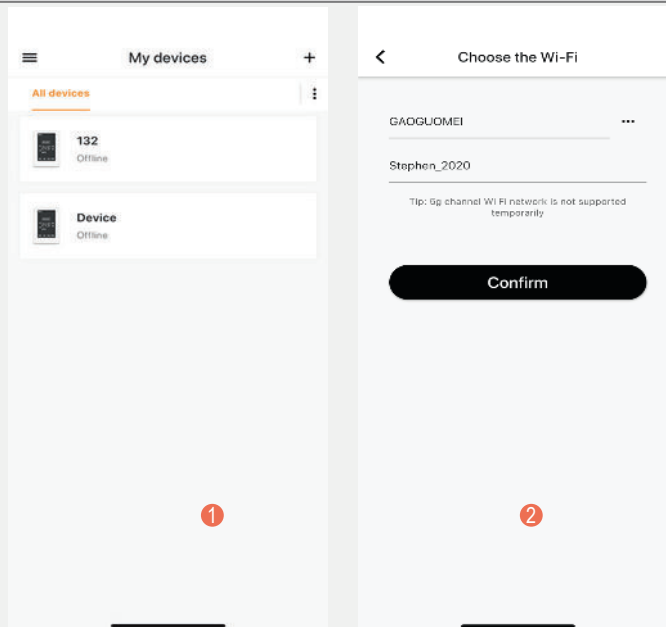 My devices
All devices
132
Offline
Device
Offline
1
Choose the Wi-Fi
GAOGUOMEI
Stephen_2020
Tip: 5g channel Wi Fi network is not supported
temporarily
Confirm
2